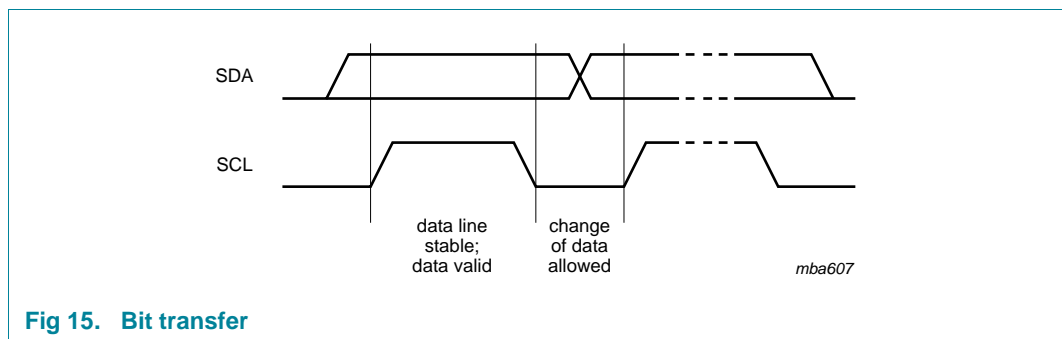 SDA
SCL
data line
stable;
data valid
change
of data
allowed
mba607
Fig 15. Bit transfer